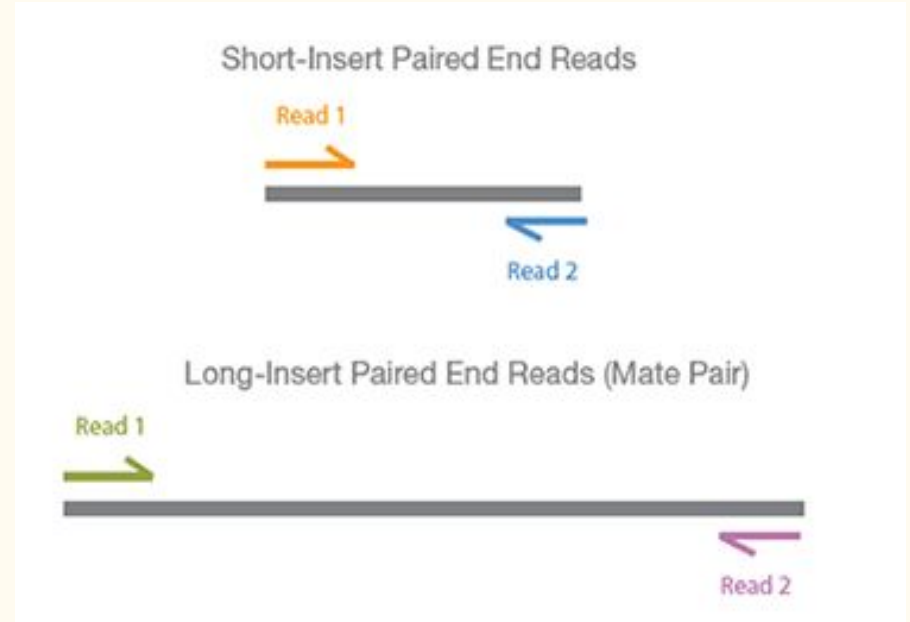 Short-Insert Paired End Reads
Read 1
Read 2
Long-Insert Paired End Reads (Mate Pair)
Read 1
Read 2